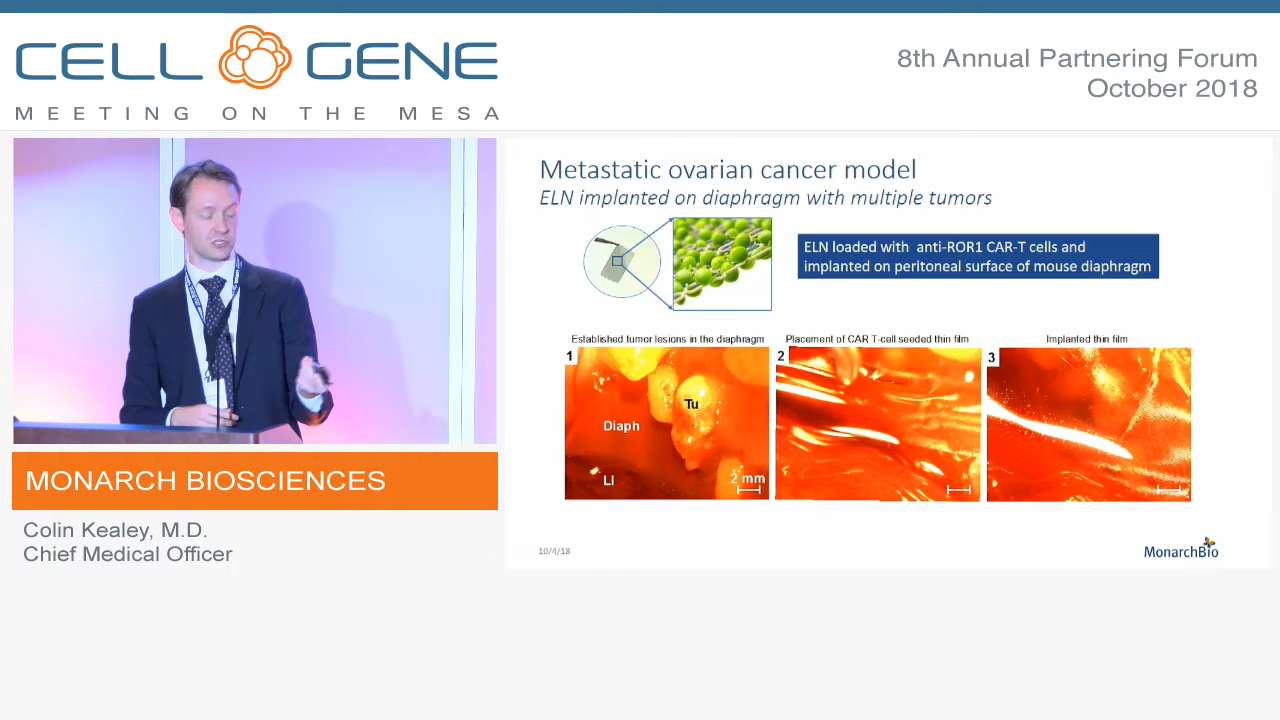 CELL GENE
MEETING ON THE MESA
8th Annual Partnering Forum
October 2018
Metastatic ovarian cancer model
ELN implanted on diaphragm with multiple tumors
ELN loaded with anti-ROR1 CAR-T cells and
implanted on peritoneal surface of mouse diaphragm
Established tumor lesions in the diaphragm
Placement of CAR T-cell seeded thin film
Implanted thin film
1
2
3
Tu
Diaph
LI
2 mm
10/4/18
MonarchBio
MONARCH BIOSCIENCES
Colin Kealey, M.D.
Chief Medical Officer